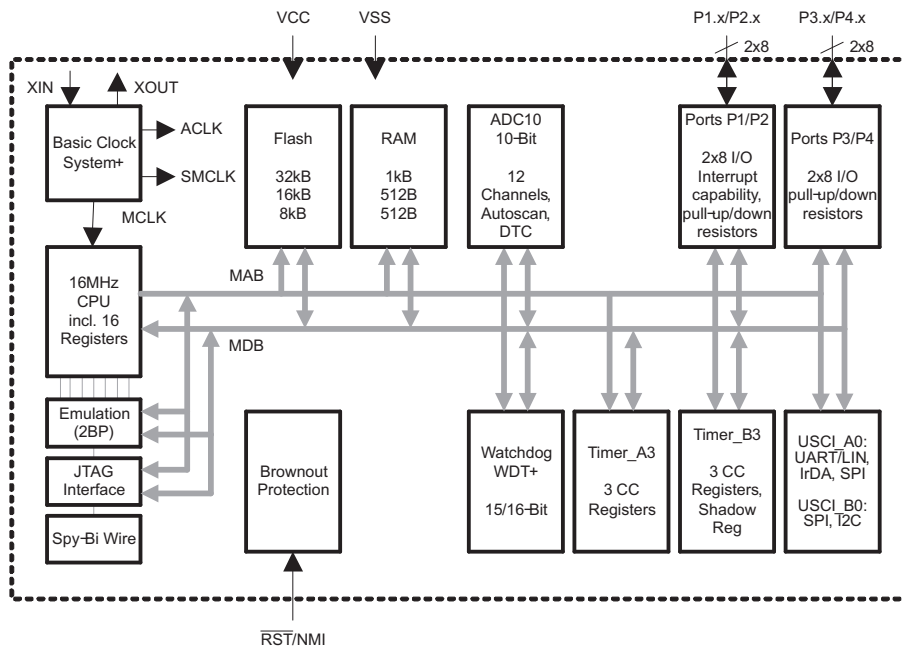 VCC
VSS
P1.x/P2.x
P3.x/P4.x
2x8
2x8
XIN
XOUT
Basic Clock
System+
ACLK
SMCLK
MCLK
Flash
32kB
16kB
8kB
RAM
1kB
512B
512B
ADC10
10-Bit
12
Channels,
Autoscan,
DTC
Ports P1/P2
2x8 I/O
Interrupt
capability,
pull-up/down
resistors
Ports P3/P4
2x8 I/O
pull-up/down
resistors
MAB
16MHz
CPU
incl. 16
Registers
MDB
Emulation
(2BP)
JTAG
Interface
Spy-Bi Wire
Brownout
Protection
Watchdog
WDT+
15/16-Bit
Timer_A3
3 CC
Registers
Timer_B3
3 CC
Registers,
Shadow
Reg
USCI_A0:
UART/LIN,
IrDA, SPI
USCI_B0:
SPI, I2C
RST/NMI